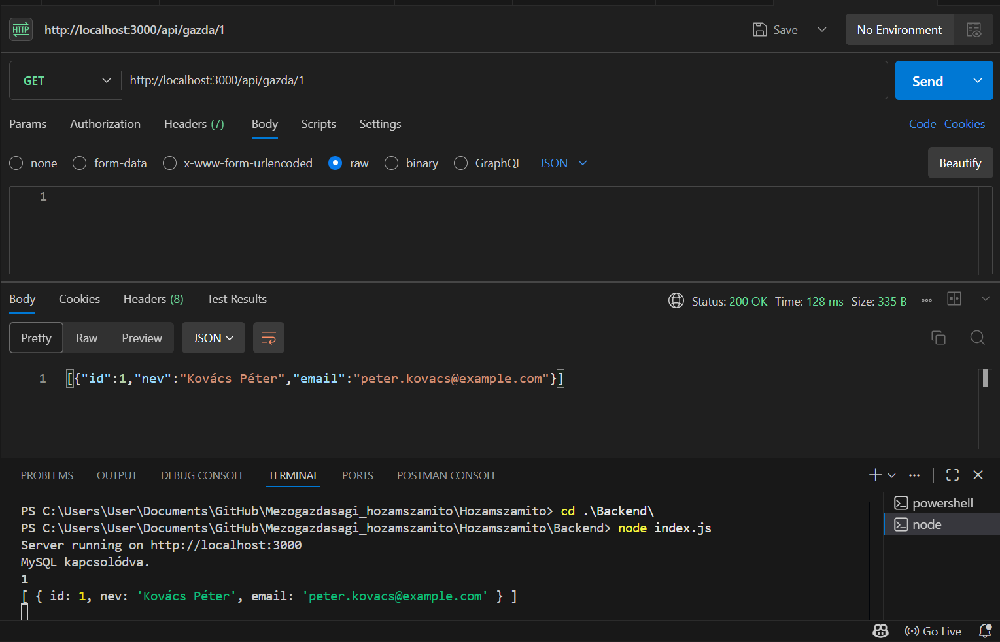 HTTP http://localhost:3000/api/gazda/1 Save No Environment
GET http://localhost:3000/api/gazda/1 Send
Params Authorization Headers (7) Body Scripts Settings Code Cookies
none form-data x-www-form-urlencoded raw binary GraphQL JSON Beautify
1
Body Cookies Headers (8) Test Results Status: 200 OK Time: 128 ms Size: 335 B
Pretty Raw Preview JSON
1 [{"id":1,"nev":"Kovács Péter","email":"peter.kovacs@example.com"}]
PROBLEMS OUTPUT DEBUG CONSOLE TERMINAL PORTS POSTMAN CONSOLE
PS C:\Users\User\Documents\GitHub\Mezogazdasagi_hozamszamito\Hozamszamito> cd .\Backend\
PS C:\Users\User\Documents\GitHub\Mezogazdasagi_hozamszamito\Hozamszamito\Backend> node index.js
Server running on http://localhost:3000
MySQL kapcsolódva.
1
[ { id: 1, nev: 'Kovács Péter', email: 'peter.kovacs@example.com' } ]
powershell
node
Go Live